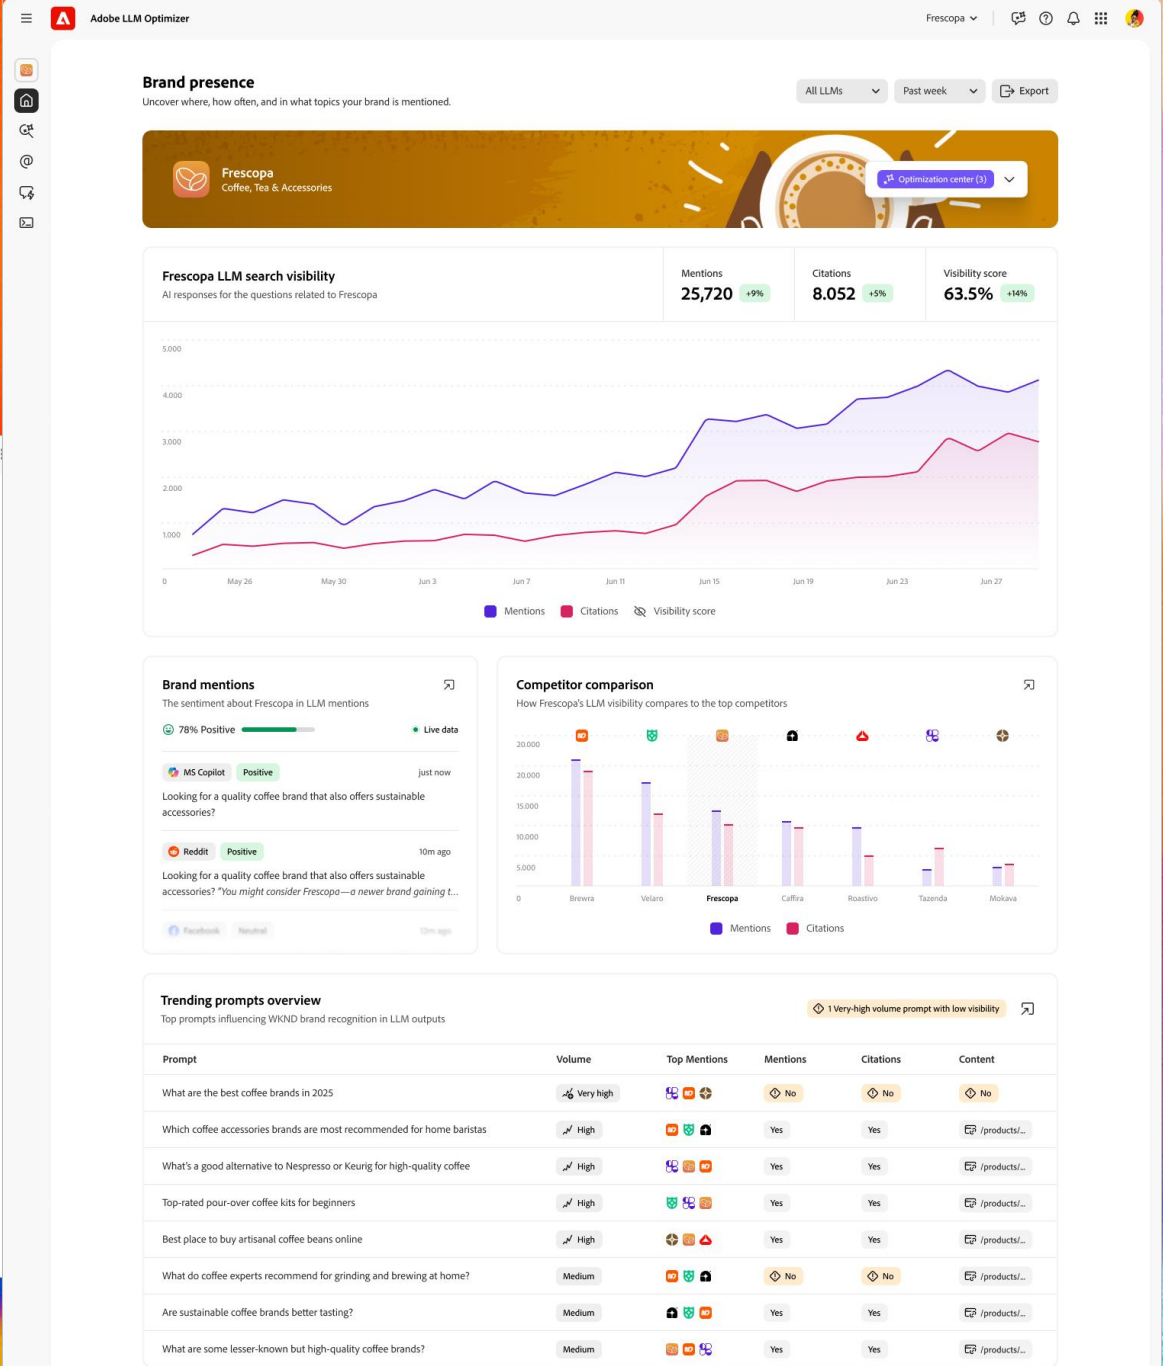 Adobe LLM Optimizer
Frescopa
Brand presence
Uncover where, how often, and in what topics your brand is mentioned.
All LLMs
Past week
Export
Frescopa
Coffee, Tea & Accessories
Optimization center (3)
Frescopa LLM search visibility
AI responses for the questions related to Frescopa
Mentions
25,720 +9%
Citations
8.052 +5%
Visibility score
63.5% +14%
5.000
4.000
3.000
2.000
1.000
0 May 26 May 30 Jun 3 Jun 7 Jun 11 Jun 15 Jun 19 Jun 23 Jun 27
Mentions Citations Visibility score
Brand mentions
The sentiment about Frescopa in LLM mentions
78% Positive Live data
MS Copilot Positive just now
Looking for a quality coffee brand that also offers sustainable
accessories?
Reddit Positive 10m ago
Looking for a quality coffee brand that also offers sustainable
accessories? "You might consider Frescopa—a newer brand gaining t...
Facebook Neutral 13m ago
Competitor comparison
How Frescopa's LLM visibility compares to the top competitors
20.000
20.000
15.000
10.000
5.000
0 Brewra Velaro Frescopa Caffira Roastivo Tazenda Mokava
Mentions Citations
Trending prompts overview
Top prompts influencing WKND brand recognition in LLM outputs
1 Very-high volume prompt with low visibility
Prompt Volume Top Mentions Mentions Citations Content
What are the best coffee brands in 2025 Very high No No No
Which coffee accessories brands are most recommended for home baristas High Yes Yes /products/...
What's a good alternative to Nespresso or Keurig for high-quality coffee High Yes Yes /products/...
Top-rated pour-over coffee kits for beginners High Yes Yes /products/...
Best place to buy artisanal coffee beans online High Yes Yes /products/...
What do coffee experts recommend for grinding and brewing at home? Medium No No /products/...
Are sustainable coffee brands better tasting? Medium Yes Yes /products/...
What are some lesser-known but high-quality coffee brands? Medium Yes Yes /products/...